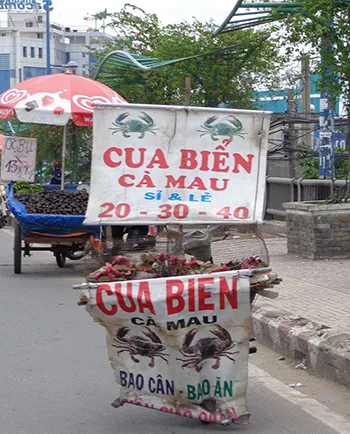 CUA BIỂN
CÀ MAU
SỈ & LẺ
20 - 30 - 40
CUA BIỂN
CÀ MAU
BAO CÂN - BAO ĂN